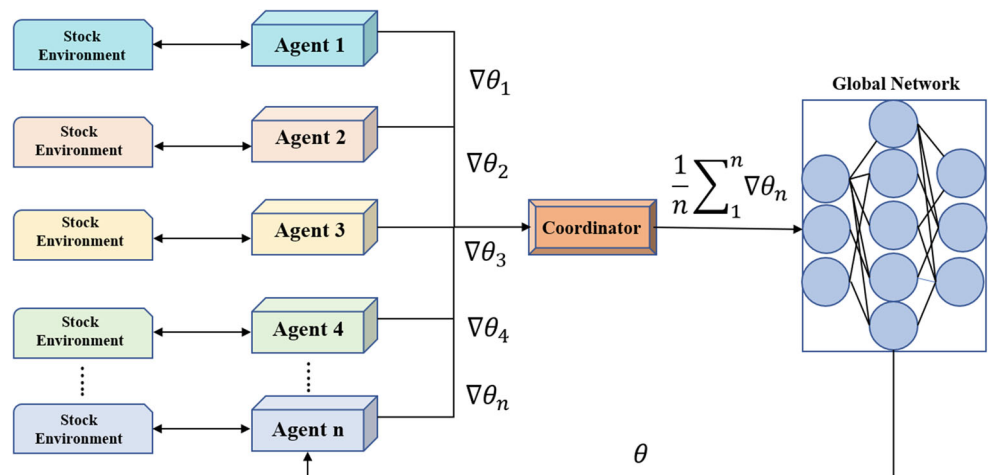 Stock
Environment
Agent 1
∇θ₁
Stock
Environment
Agent 2
∇θ₂
Stock
Environment
Agent 3
∇θ₃
Stock
Environment
Agent 4
∇θ₄
Stock
Environment
Agent n
∇θₙ
Coordinator
1/n ∑₁ⁿ ∇θₙ
Global Network
θ